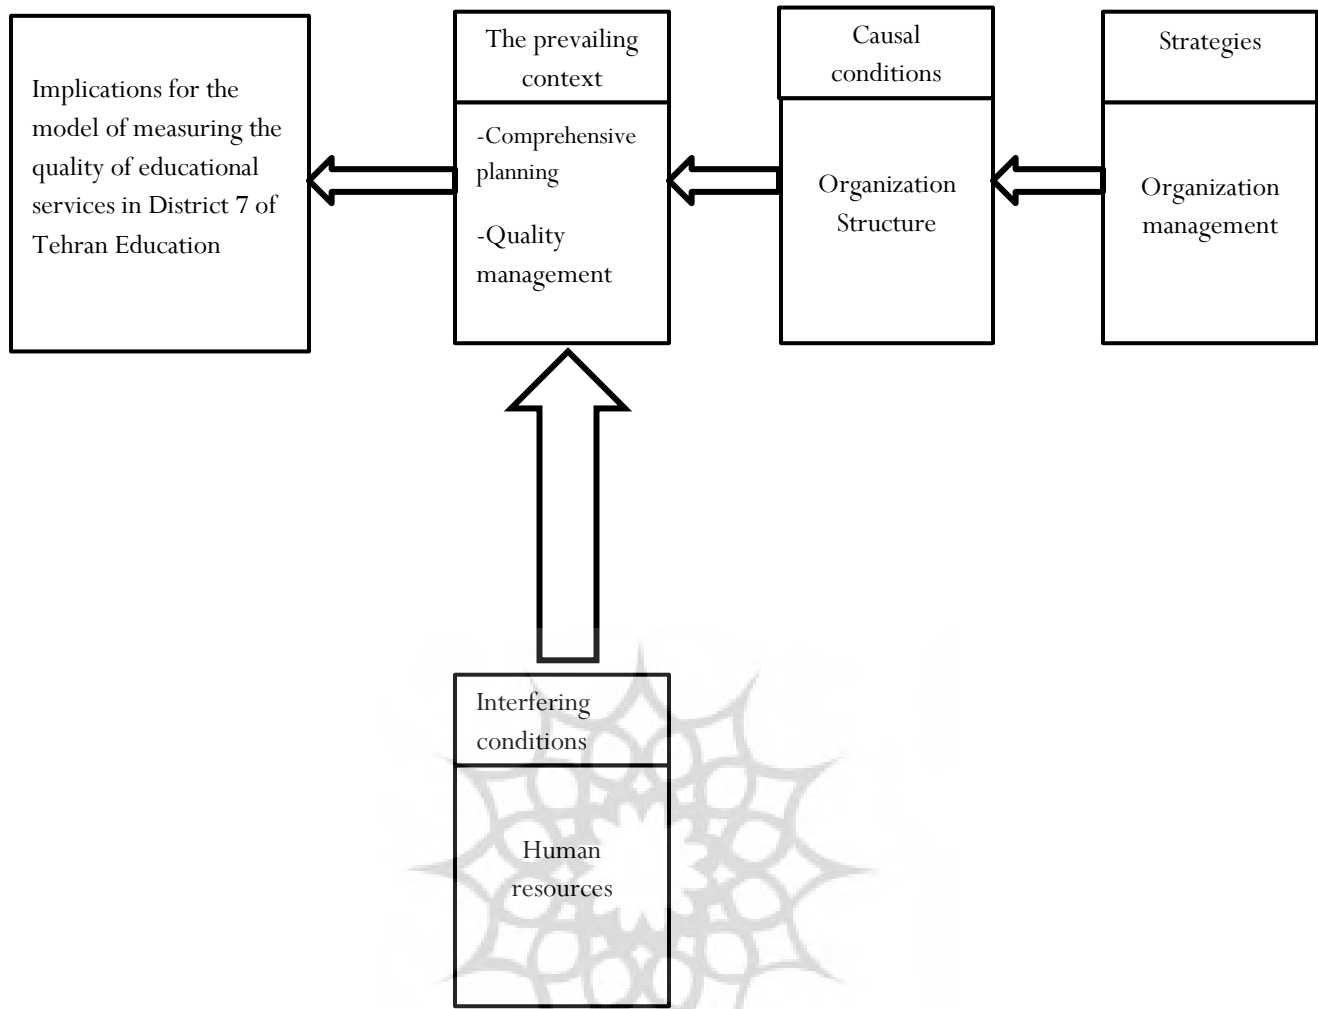 Implications for the
model of measuring the
quality of educational
services in District 7 of
Tehran Education
The prevailing
context
-Comprehensive
planning
-Quality
management
Causal
conditions
Organization
Structure
Strategies
Organization
management
Interfering
conditions
Human
resources